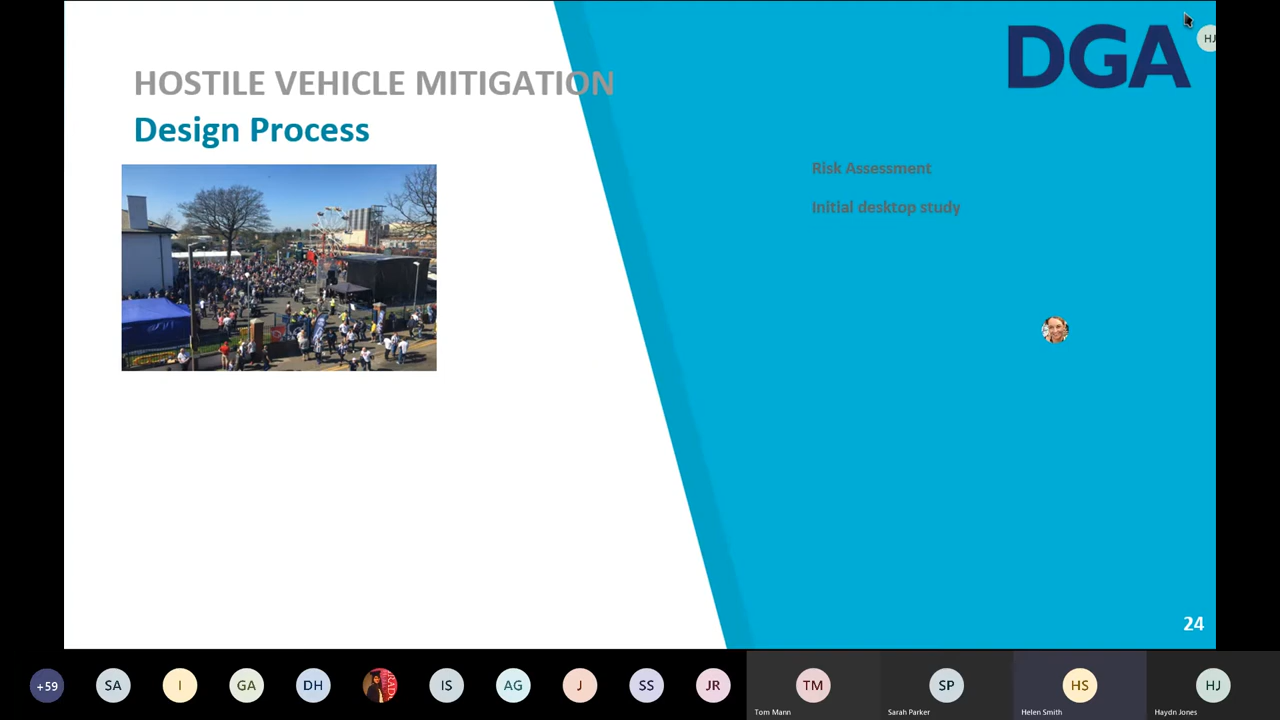 HOSTILE VEHICLE MITIGATION
Design Process
DGA
HJ
Risk Assessment
Initial desktop study
24
+59
SA
I
GA
DH
IS
AG
J
SS
JR
TM
SP
HS
HJ
Tom Mann
Sarah Parker
Helen Smith
Haydn Jones